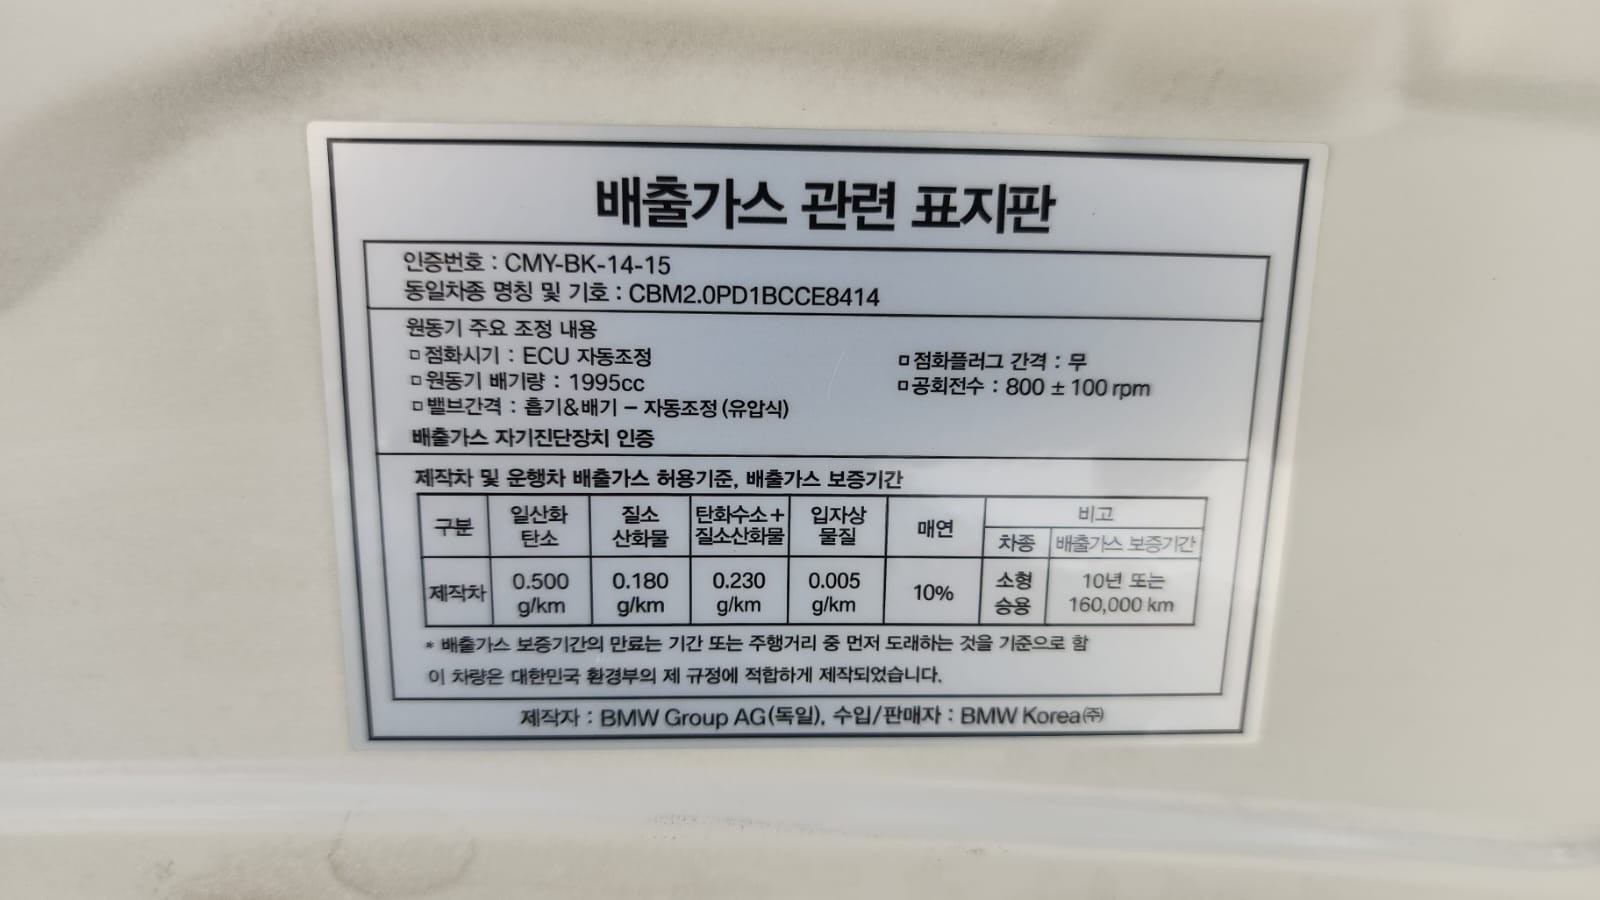 배출가스 관련 표지판
인증번호 : CMY-BK-14-15
동일차종 명칭 및 기호 : CBM2.0PD1BCCE8414
원동기 주요 조정 내용
□ 점화시기 : ECU 자동조정 □ 점화플러그 간격 : 무
□ 원동기 배기량 : 1995cc □ 공회전수 : 800 ± 100 rpm
□ 밸브간격 : 흡기&배기 – 자동조정 (유압식)
배출가스 자기진단장치 인증
제작차 및 운행차 배출가스 허용기준, 배출가스 보증기간
구분 일산화 탄소 질소 산화물 탄화수소+ 질소산화물 입자상 물질 매연 비고
차종 배출가스 보증기간
제작차 0.500 g/km 0.180 g/km 0.230 g/km 0.005 g/km 10% 소형 승용 10년 또는 160,000 km
* 배출가스 보증기간의 만료는 기간 또는 주행거리 중 먼저 도래하는 것을 기준으로 함
이 차량은 대한민국 환경부의 제 규정에 적합하게 제작되었습니다.
제작자 : BMW Group AG(독일), 수입/판매자 : BMW Korea㈜